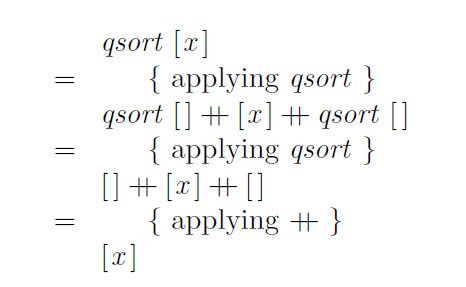 qsort [x]
= { applying qsort }
qsort [] ++ [x] ++ qsort []
= { applying qsort }
[] ++ [x] ++ []
= { applying ++ }
[x]